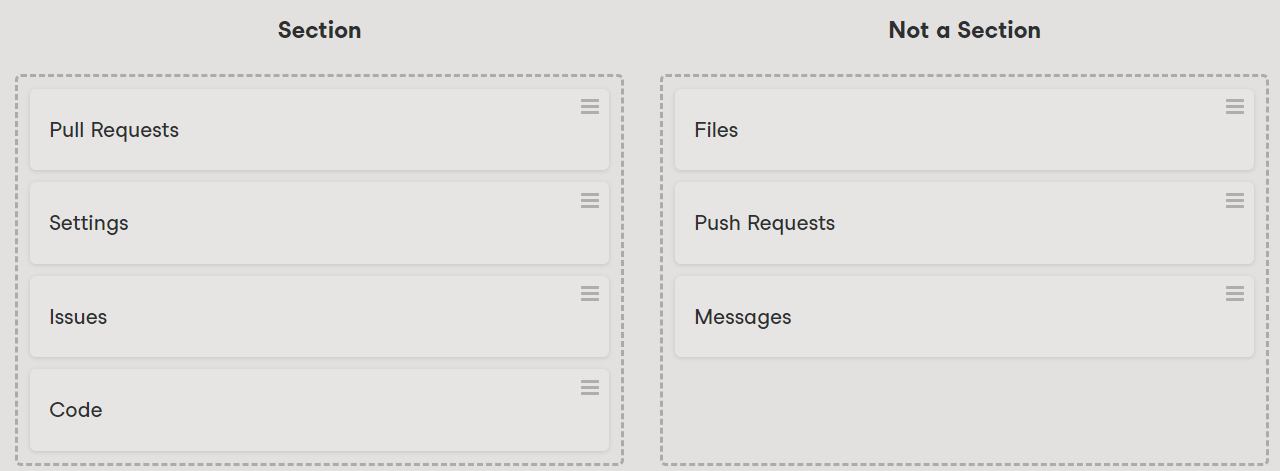 Section
Pull Requests
Settings
Issues
Code
Not a Section
Files
Push Requests
Messages